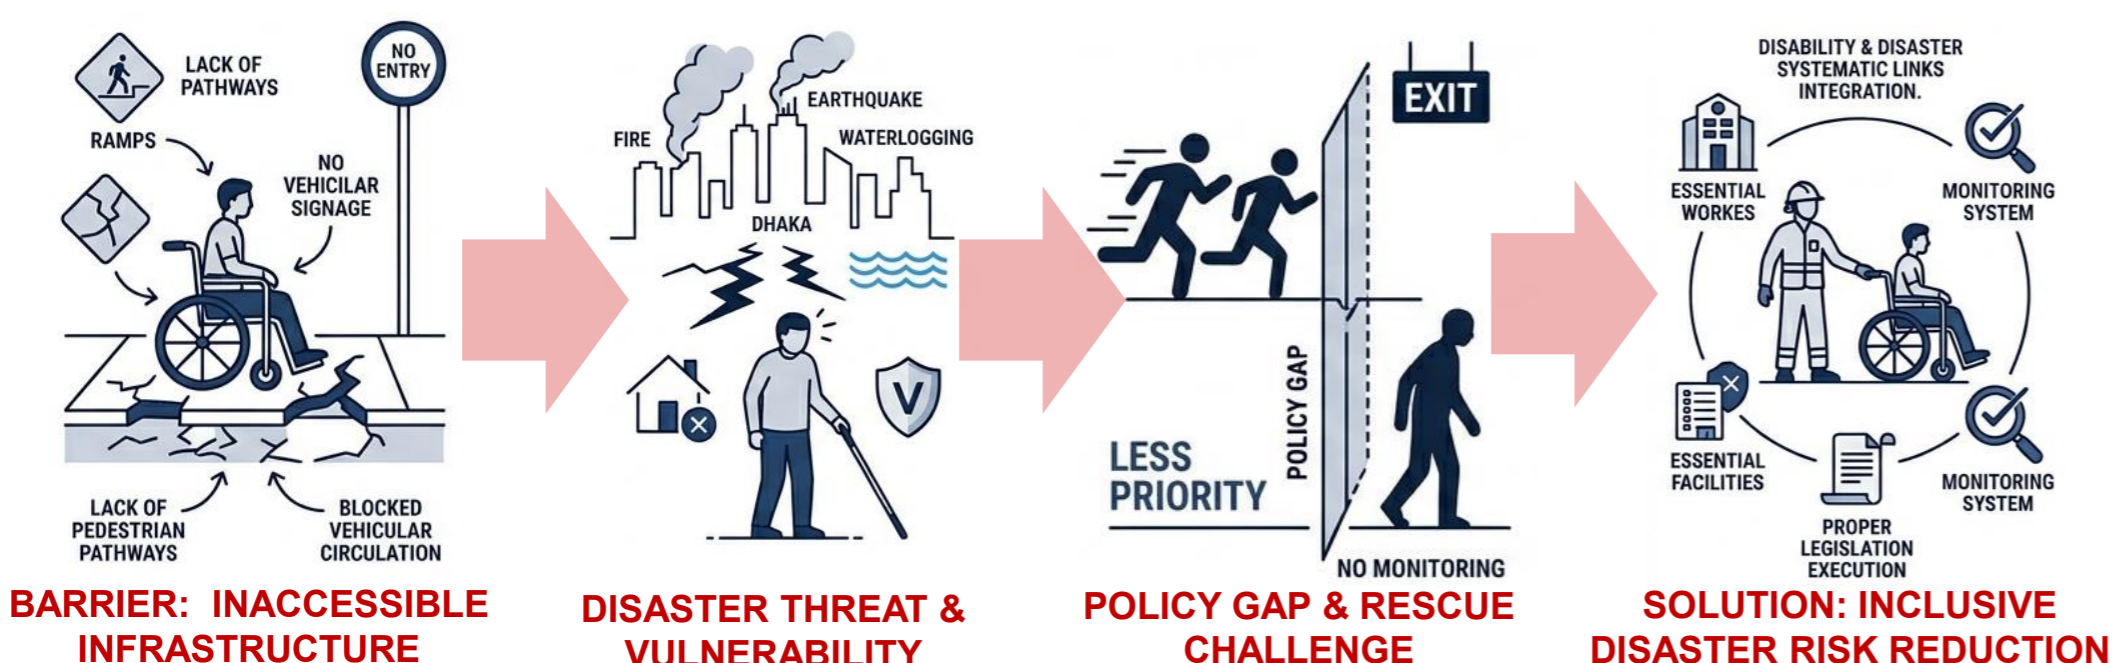 LACK OF
PATHWAYS
RAMPS
NO
VEHICILAR
SIGNAGE
NO
ENTRY
LACK OF
PEDESTRIAN
PATHWAYS
BLOCKED
VEHICULAR
CIRCULATION
BARRIER: INACCESSIBLE
INFRASTRUCTURE
FIRE
EARTHQUAKE
WATERLOGGING
DHAKA
V
DISASTER THREAT &
VULNERABILITY
EXIT
POLICY GAP
LESS
PRIORITY
NO MONITORING
POLICY GAP & RESCUE
CHALLENGE
DISABILITY & DISASTER
SYSTEMATIC LINKS
INTEGRATION.
ESSENTIAL
WORKES
MONITORING
SYSTEM
ESSENTIAL
FACILITIES
MONITORING
SYSTEM
PROPER
LEGISLATION
EXECUTION
SOLUTION: INCLUSIVE
DISASTER RISK REDUCTION